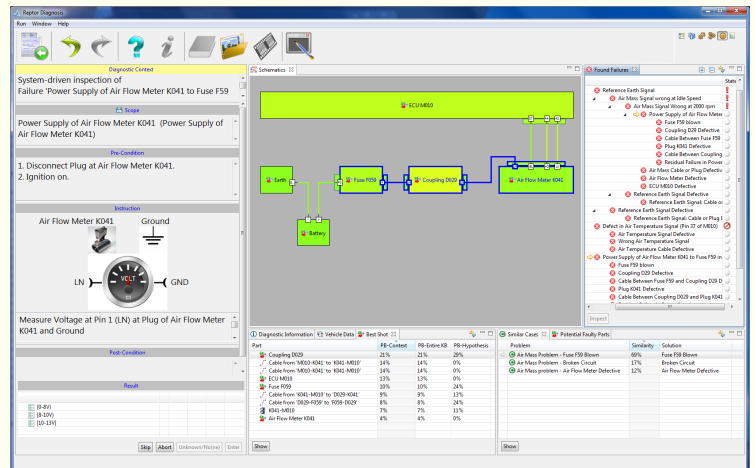 Raptor Diagnosis
Run Window Help
Diagnostic Context
System-driven inspection of
Failure 'Power Supply of Air Flow Meter K041 to Fuse F59
Scope
Power Supply of Air Flow Meter K041 (Power Supply of
Air Flow Meter K041)
Pre-Condition
1. Disconnect Plug at Air Flow Meter K041.
2. Ignition on.
Instruction
Air Flow Meter K041 Ground
LN VOLT GND
Measure Voltage at Pin 1 (LN) at Plug of Air Flow Meter
K041 and Ground
Post-Condition
Result
[0-8V)
[8-10V)
[10-13V)
Skip Abort Unknown/No(ne) Enter
Schematics
ECU M010
Earth
Fuse F059
Coupling D029
Air Flow Meter K041
Battery
Found Failures
State
Reference Earth Signal
Air Mass Signal wrong at Idle Speed
Air Mass Signal Wrong at 2000 rpm
Power Supply of Air Flow Meter
Fuse F59 blown
Coupling D29 Defective
Cable Between Fuse F59
Plug K041 Defective
Cable Between Coupling
Residual Failure in Power
Air Mass Cable or Plug Defectiv
Air Flow Meter Defective
ECU M010 Defective
Reference Earth Signal Defective
Reference Earth Signal: Cable or
Reference Earth Signal Defective
Reference Earth Signal: Cable or Plug D
Defect in Air Temperature Signal (Pin 37 of M010)
Air Temperature Signal Defective
Wrong Air Temperature Signal
Air Temperature Cable Defective
Power Supply of Air Flow Meter K041 to Fuse F59 in
Fuse F59 blown
Coupling D29 Defective
Cable Between Fuse F59 and Coupling D29 D
Plug K041 Defective
Cable Between Coupling D029 and Plug K041
Inspect
Diagnostic Information Vehicle Data Best Shot
Part PB-Context PB-Entire KB PB-Hypothesis
Coupling D029 21% 21% 29%
Cable from 'M010-K041' to 'K041-M010' 14% 14% 0%
Cable from 'M010-K041' to 'K041-M010' 14% 14% 0%
ECU M010 13% 13% 0%
Fuse F059 10% 10% 24%
Cable from 'K041-M010' to 'D029-K041' 9% 9% 13%
Cable from 'D029-F059' to 'F059-D029' 8% 8% 24%
K041-M010 7% 7% 11%
Air Flow Meter K041 4% 4% 0%
Show
Similar Cases Potential Faulty Parts
Problem Similarity Solution
Air Mass Problem - Fuse F59 Blown 69% Fuse F59 Blown
Air Mass Problem - Broken Circuit 17% Broken Circuit
Air Mass Problem - Air Flow Meter Defective 12% Air Flow Meter Defective
Show